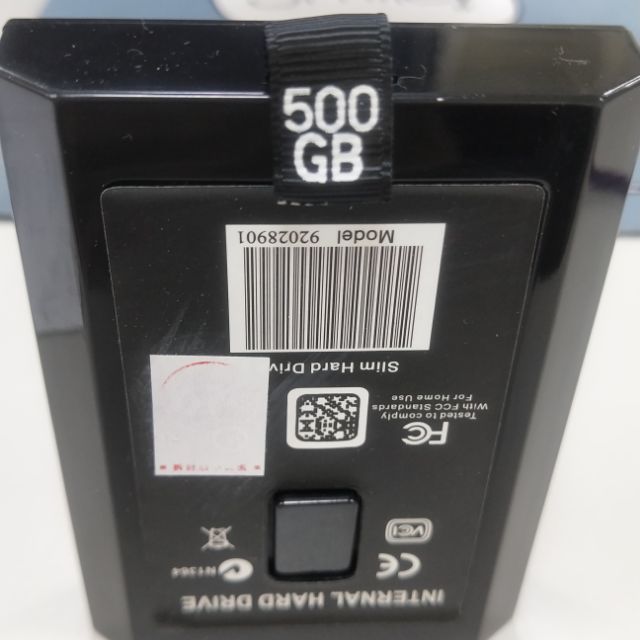 500
GB
INTERNAL HARD DRIVE
N1364
CE
VCI
FC
Tested to comply
With FCC Standards
For Home Use
Slim Hard Driv
Model 92028901